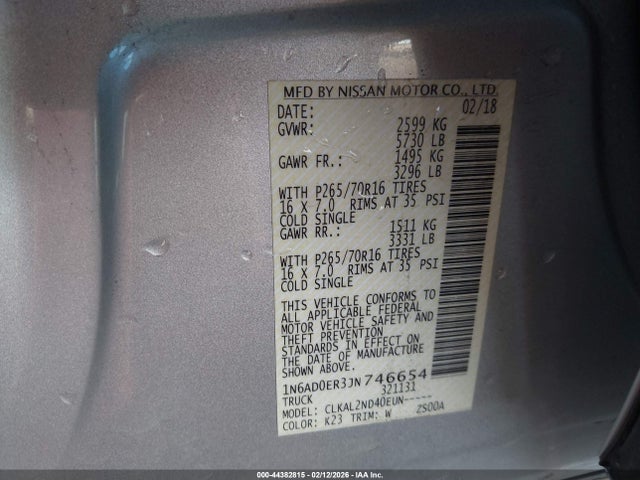 MFD BY NISSAN MOTOR CO., LTD.
DATE: 02/18
GVWR: 2599 KG
5730 LB
GAWR FR.: 1495 KG
3296 LB
WITH P265/70R16 TIRES
16 X 7.0 RIMS AT 35 PSI
COLD SINGLE
GAWR RR.: 1511 KG
3331 LB
WITH P265/70R16 TIRES
16 X 7.0 RIMS AT 35 PSI
COLD SINGLE
THIS VEHICLE CONFORMS TO
ALL APPLICABLE FEDERAL
MOTOR VEHICLE SAFETY AND
THEFT PREVENTION
STANDARDS IN EFFECT ON
THE DATE OF MANUFACTURE
SHOWN ABOVE.
1N6AD0ER3JN746654
TRUCK 321131
MODEL: CLKAL2ND40EUN-----
COLOR: K23 TRIM: W ZS00A
000-44382815 - 02/12/2026 - IAA Inc.